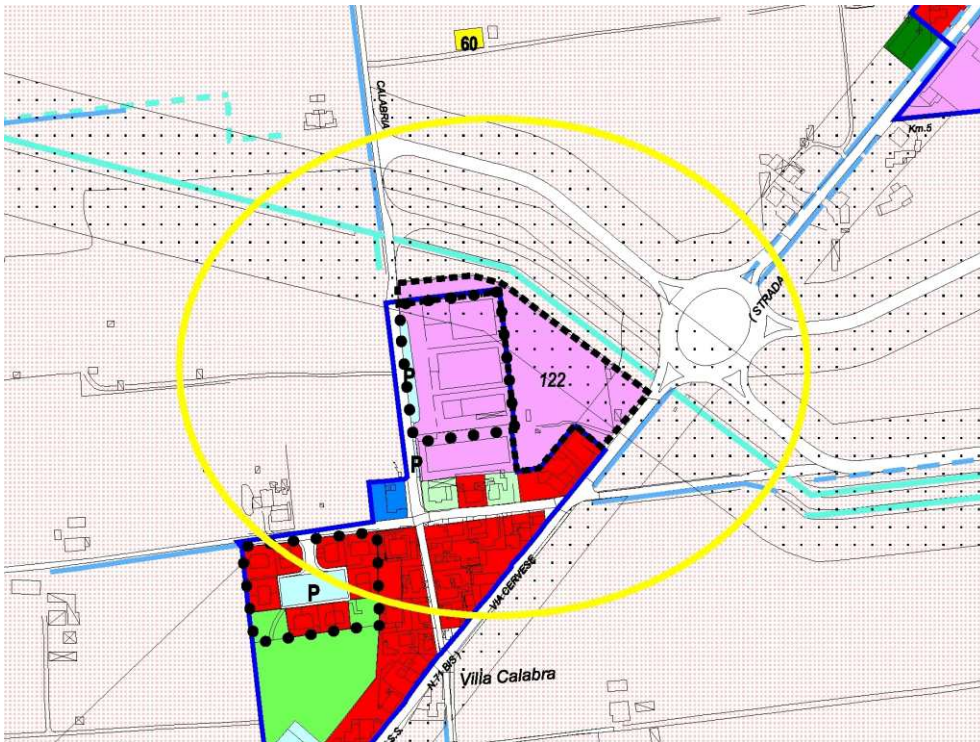 60
CALABRIA
Km.5
( STRADA
P
122
P
P
VIA CERVESE
N.71 BIS )
Villa Calabra
S.S.